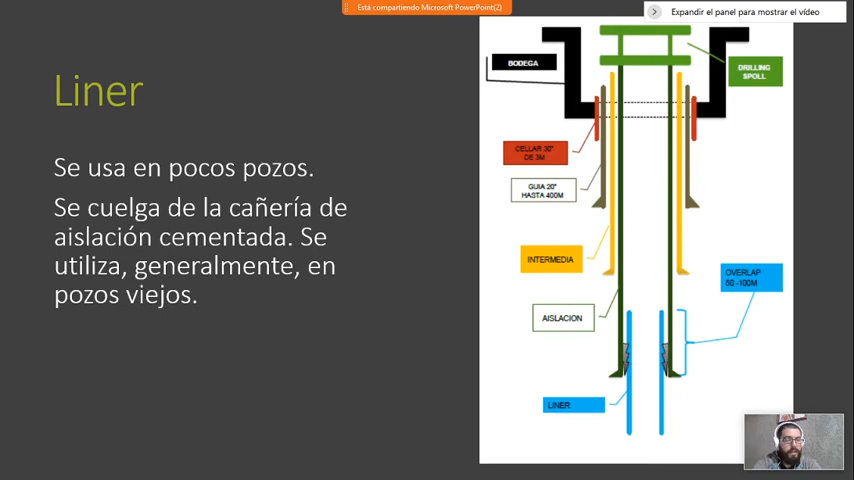 Está compartiendo Microsoft PowerPoint(2)
Expandir el panel para mostrar el vídeo
Liner
Se usa en pocos pozos.
Se cuelga de la cañería de
aislación cementada. Se
utiliza, generalmente, en
pozos viejos.
BODEGA
DRILLING
SPOLL
CELLAR 30"
DE 3M
GUIA 20"
HASTA 400M
INTERMEDIA
OVERLAP
50 -100M
AISLACION
LINER